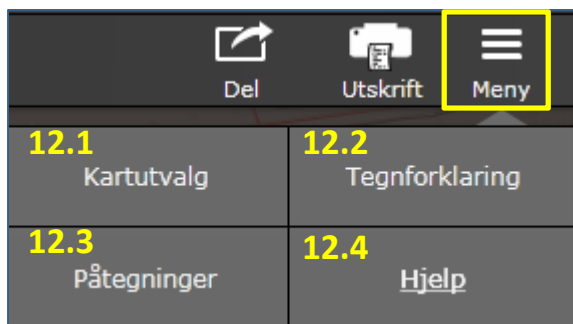 Del Utskrift Meny
12.1 12.2
Kartutvalg Tegnforklaring
12.3 12.4
Påtegninger Hjelp